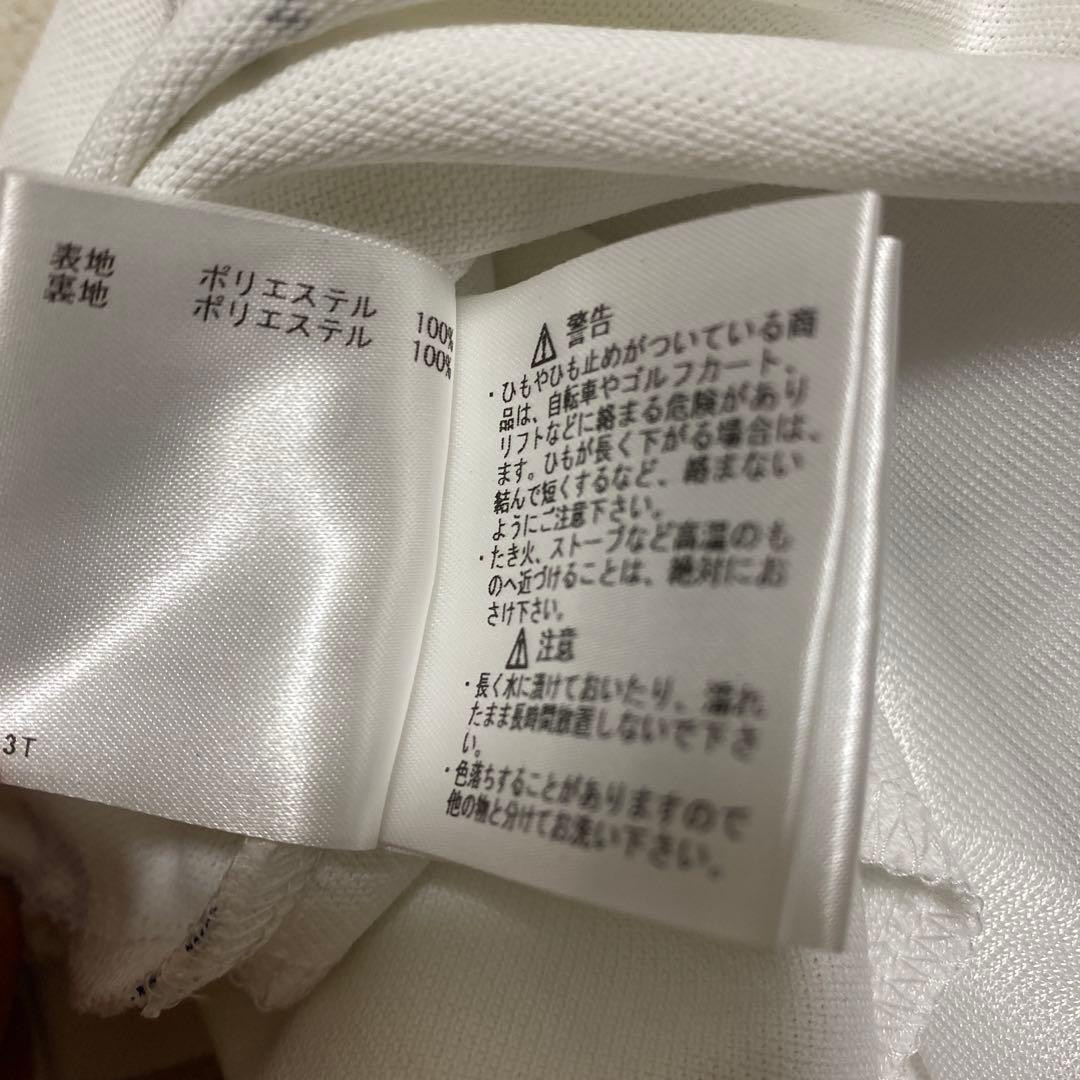 表地 ポリエステル 100%
裏地 ポリエステル 100%
3T
⚠ 警告
・ひもやひも止めがついている商
品は、自転車やゴルフカート、
リフトなどに絡まる危険があり
ます。ひもが長く下がる場合は、
結んで短くするなど、絡まない
ようにご注意下さい。
・たき火、ストーブなど高温のも
のへ近づけることは、絶対にお
さけ下さい。
⚠ 注意
・長く水に漬けておいたり、濡れ
たまま長時間放置しないで下さ
い。
・色落ちすることがありますので
他の物と分けてお洗い下さい。